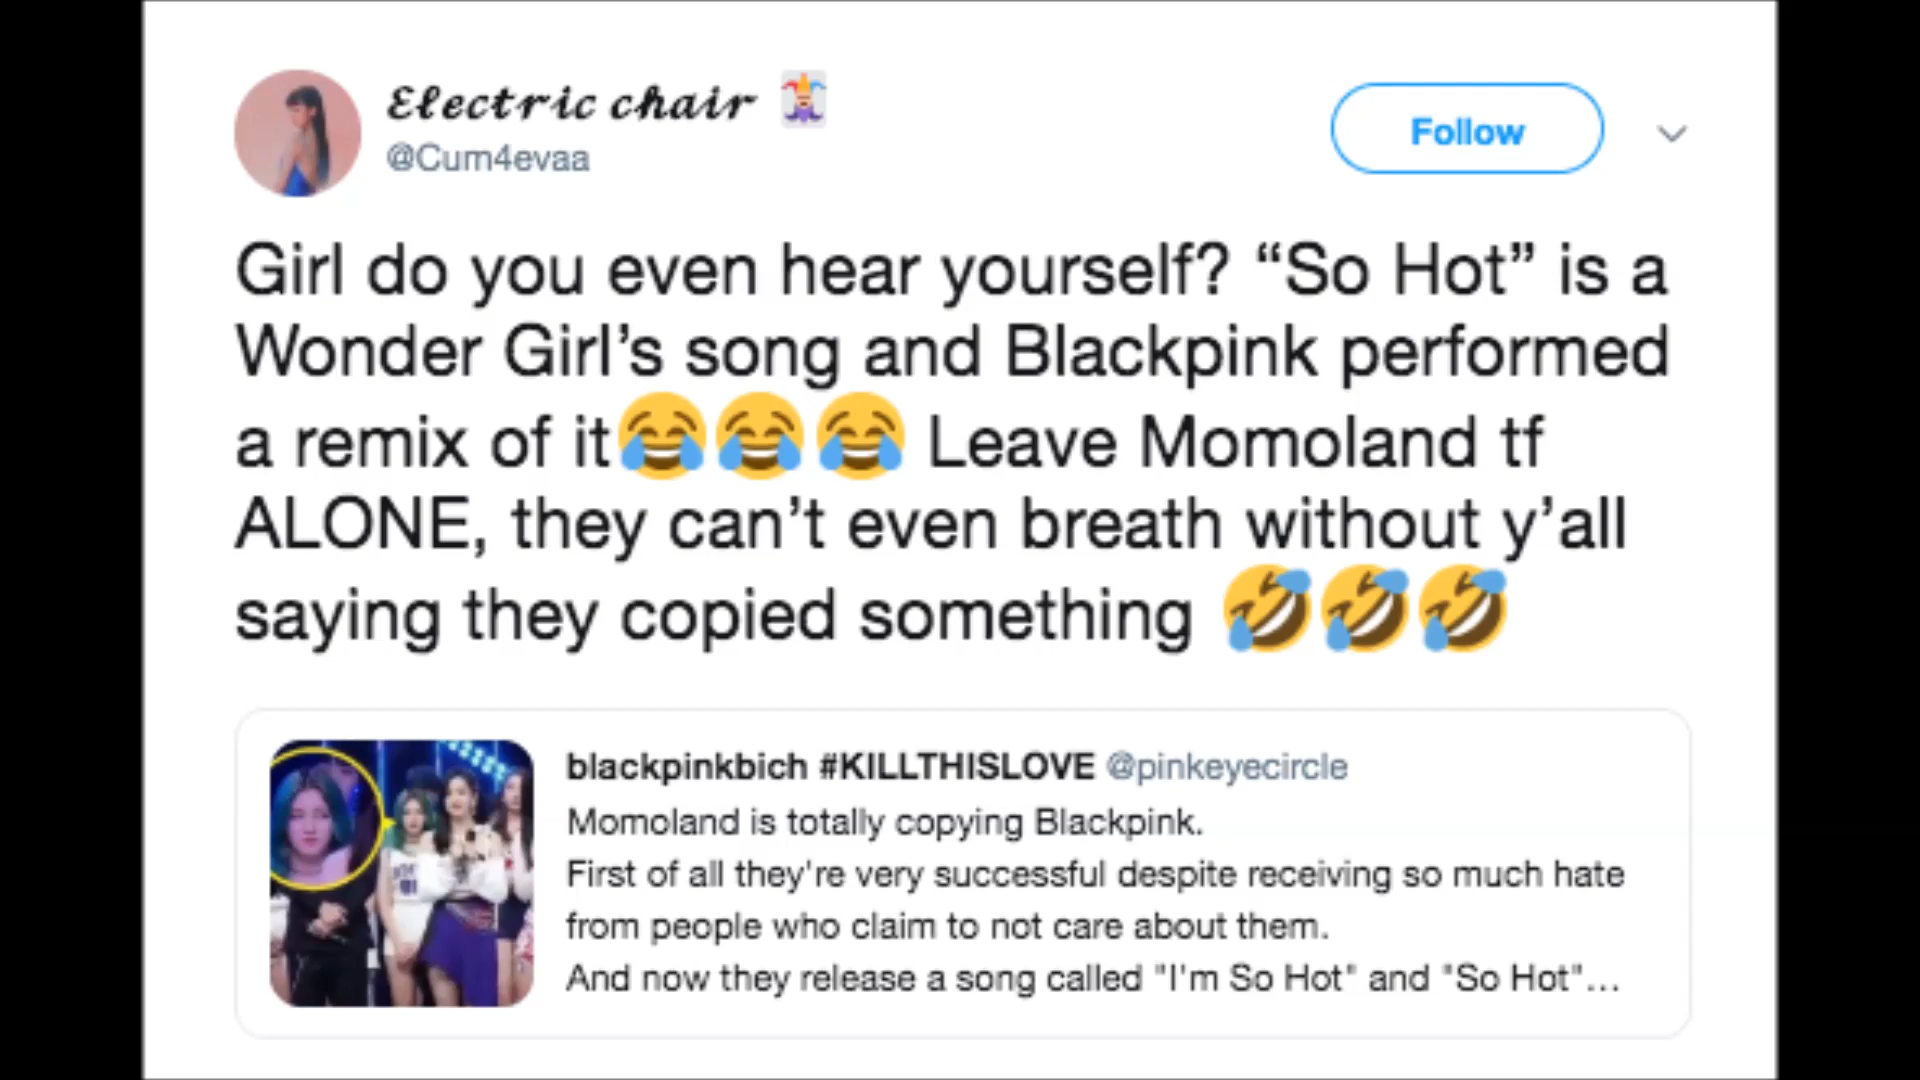 Electric chair 🃏
@Cum4evaa
Follow
Girl do you even hear yourself? “So Hot” is a
Wonder Girl’s song and Blackpink performed
a remix of it😂😂😂 Leave Momoland tf
ALONE, they can’t even breath without y’all
saying they copied something 🤣🤣🤣
blackpinkbich #KILLTHISLOVE @pinkeyecircle
Momoland is totally copying Blackpink.
First of all they're very successful despite receiving so much hate
from people who claim to not care about them.
And now they release a song called "I'm So Hot" and "So Hot"...